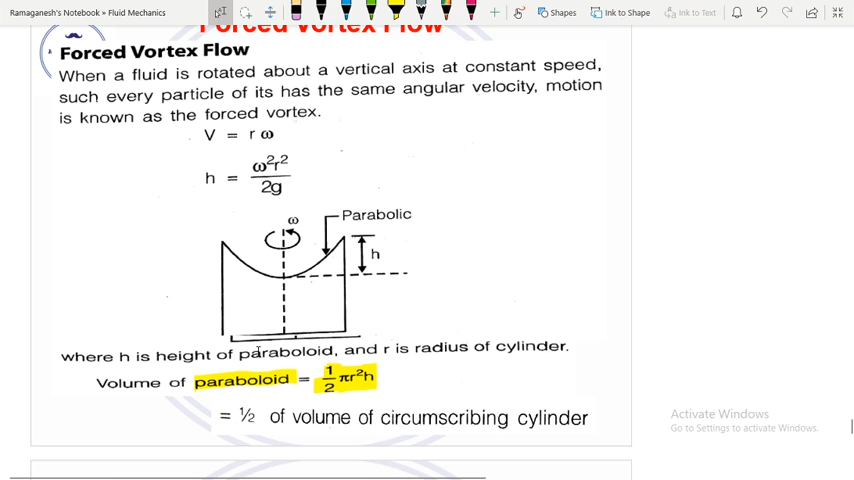 Ramaganesh's Notebook » Fluid Mechanics
Shapes
Ink to Shape
Ink to Text
Forced Vortex Flow
Forced Vortex Flow
When a fluid is rotated about a vertical axis at constant speed,
such every particle of its has the same angular velocity, motion
is known as the forced vortex.
V = r ω
h = ω²r² / 2g
ω
Parabolic
h
where h is height of paraboloid, and r is radius of cylinder.
Volume of paraboloid = 1/2 πr²h
= ½ of volume of circumscribing cylinder
Activate Windows
Go to Settings to activate Windows.